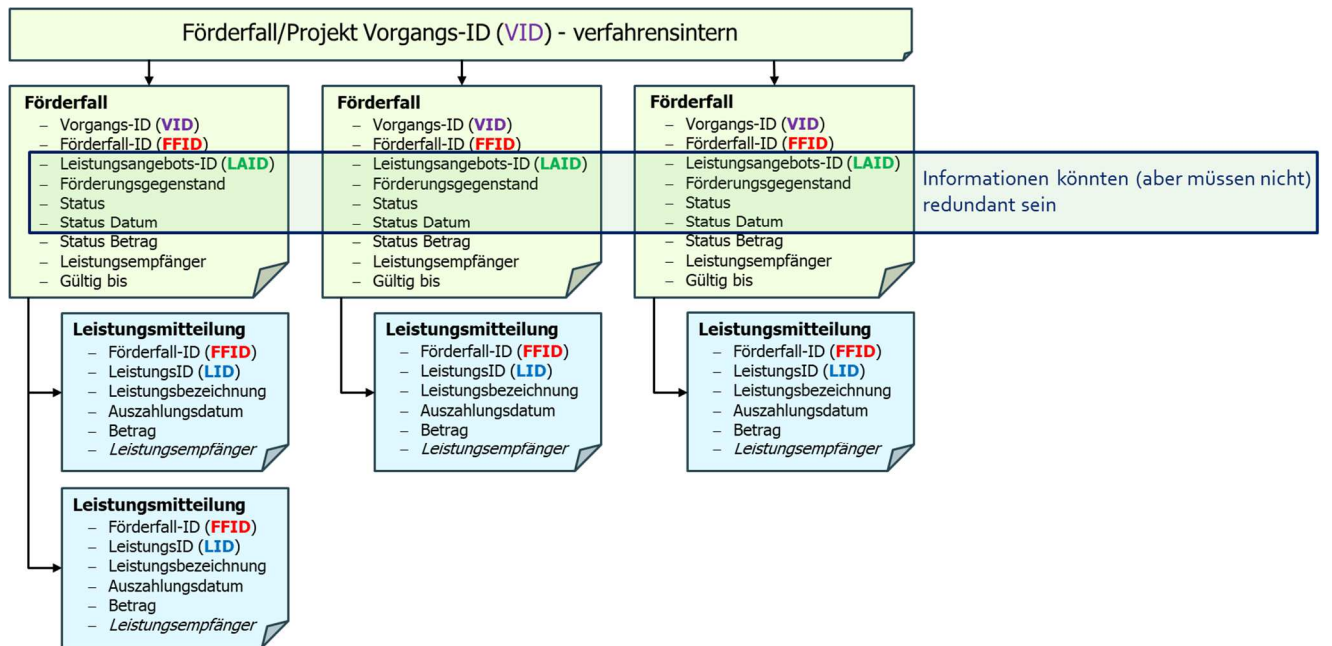 Förderfall/Projekt Vorgangs-ID (VID) - verfahrensintern
Förderfall
– Vorgangs-ID (VID)
– Förderfall-ID (FFID)
– Leistungsangebots-ID (LAID)
– Förderungsgegenstand
– Status
– Status Datum
– Status Betrag
– Leistungsempfänger
– Gültig bis
Förderfall
– Vorgangs-ID (VID)
– Förderfall-ID (FFID)
– Leistungsangebots-ID (LAID)
– Förderungsgegenstand
– Status
– Status Datum
– Status Betrag
– Leistungsempfänger
– Gültig bis
Förderfall
– Vorgangs-ID (VID)
– Förderfall-ID (FFID)
– Leistungsangebots-ID (LAID)
– Förderungsgegenstand
– Status
– Status Datum
– Status Betrag
– Leistungsempfänger
– Gültig bis
Informationen könnten (aber müssen nicht)
redundant sein
Leistungsmitteilung
– Förderfall-ID (FFID)
– LeistungsID (LID)
– Leistungsbezeichnung
– Auszahlungsdatum
– Betrag
– Leistungsempfänger
Leistungsmitteilung
– Förderfall-ID (FFID)
– LeistungsID (LID)
– Leistungsbezeichnung
– Auszahlungsdatum
– Betrag
– Leistungsempfänger
Leistungsmitteilung
– Förderfall-ID (FFID)
– LeistungsID (LID)
– Leistungsbezeichnung
– Auszahlungsdatum
– Betrag
– Leistungsempfänger
Leistungsmitteilung
– Förderfall-ID (FFID)
– LeistungsID (LID)
– Leistungsbezeichnung
– Auszahlungsdatum
– Betrag
– Leistungsempfänger